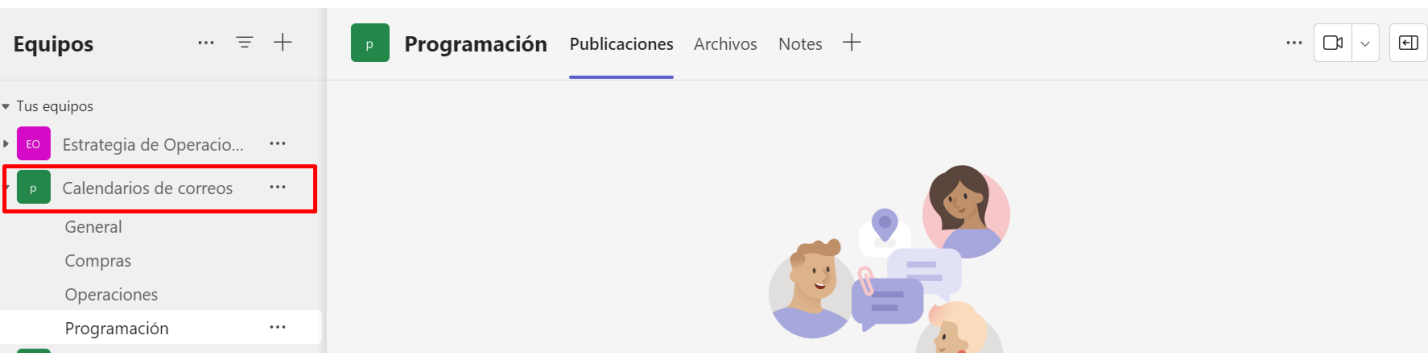 Equipos
Tus equipos
EO Estrategia de Operacio...
p Calendarios de correos
General
Compras
Operaciones
Programación
p Programación Publicaciones Archivos Notes